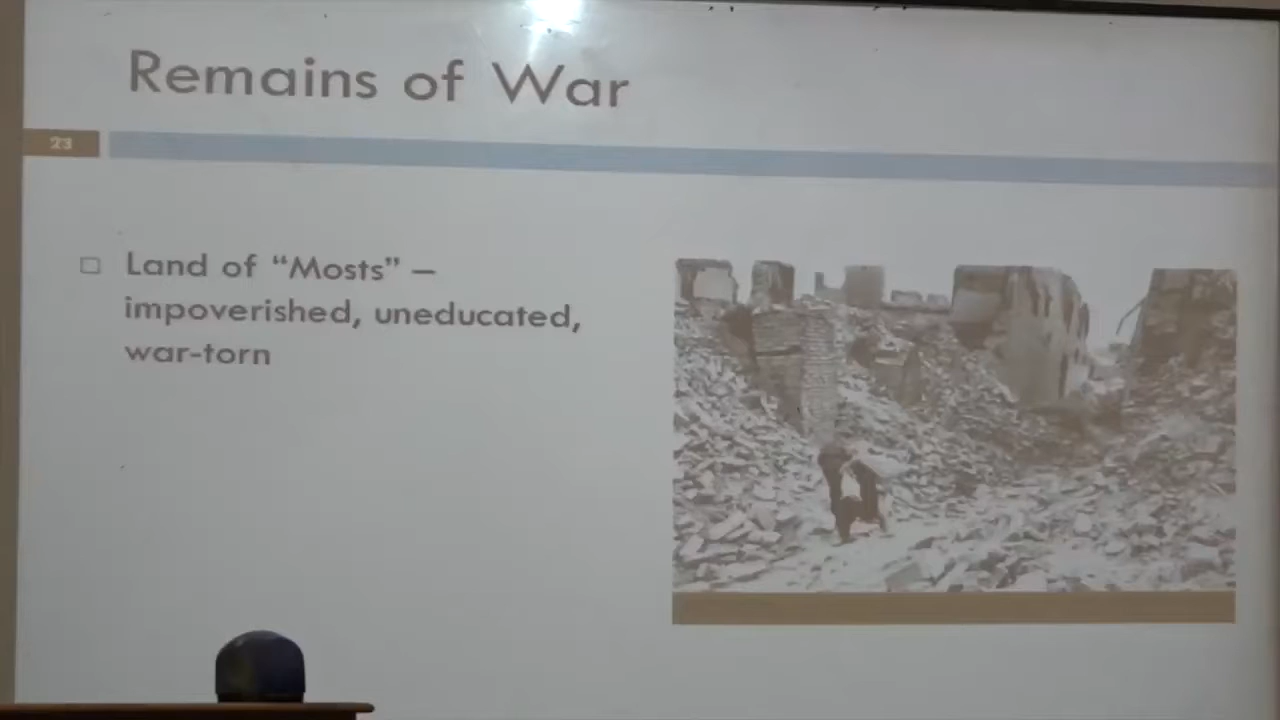 Remains of War
23
Land of “Mosts” –
impoverished, uneducated,
war-torn